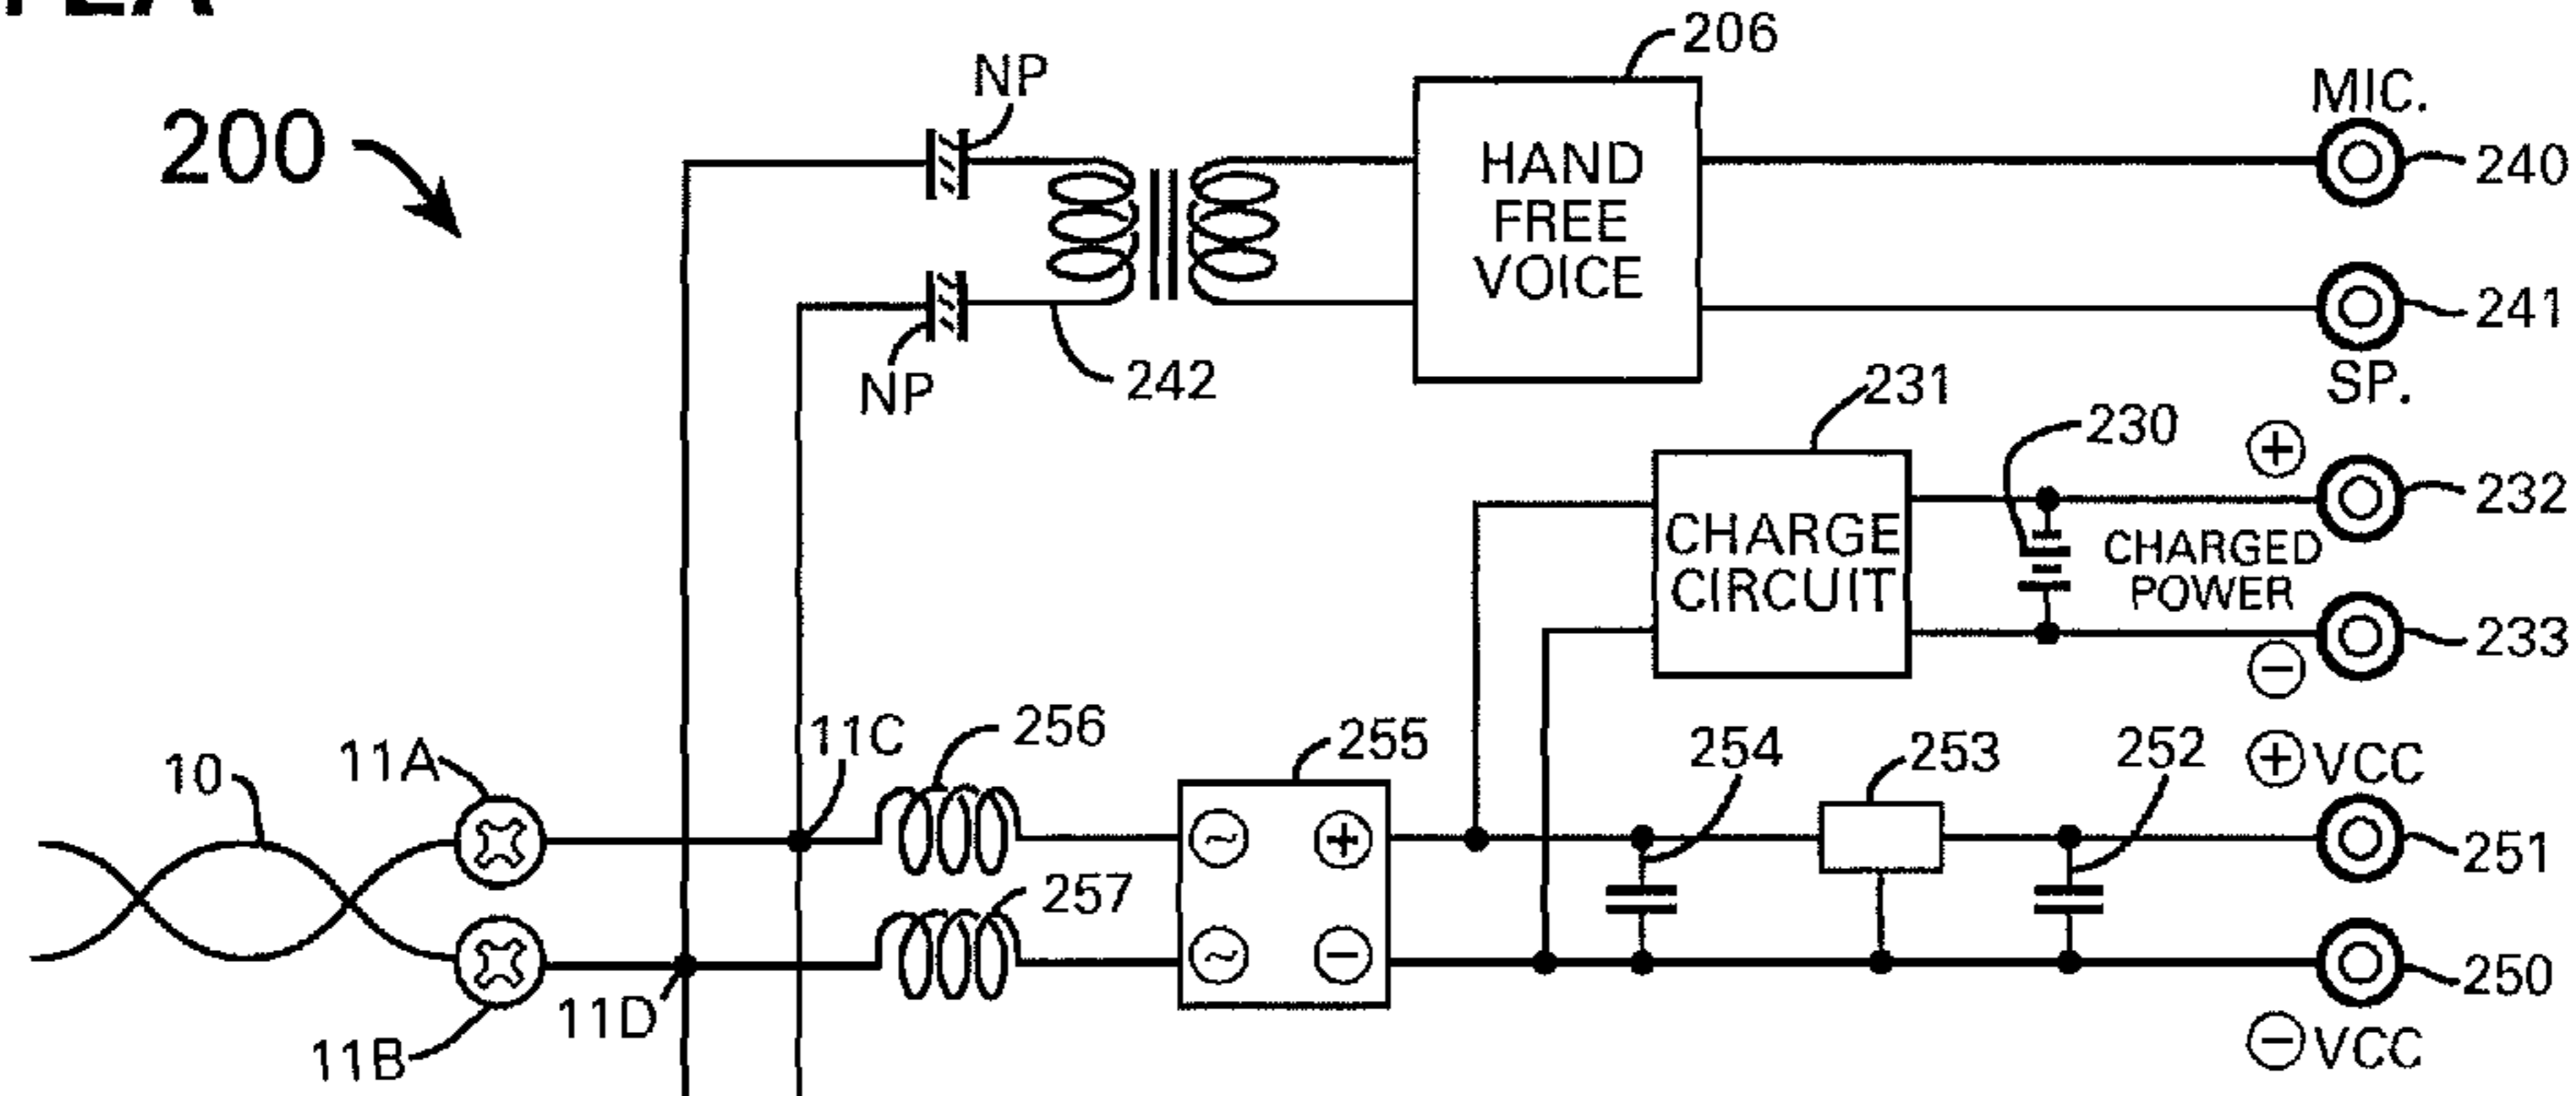 206
NP
MIC.
200
HAND
FREE
VOICE
240
241
NP
242
SP.
231
230
+
232
CHARGE
CIRCUIT
CHARGED
POWER
233
−
11C
256
255
254
253
252
+ VCC
10
11A
~
+
251
257
~
−
250
11D
11B
− VCC